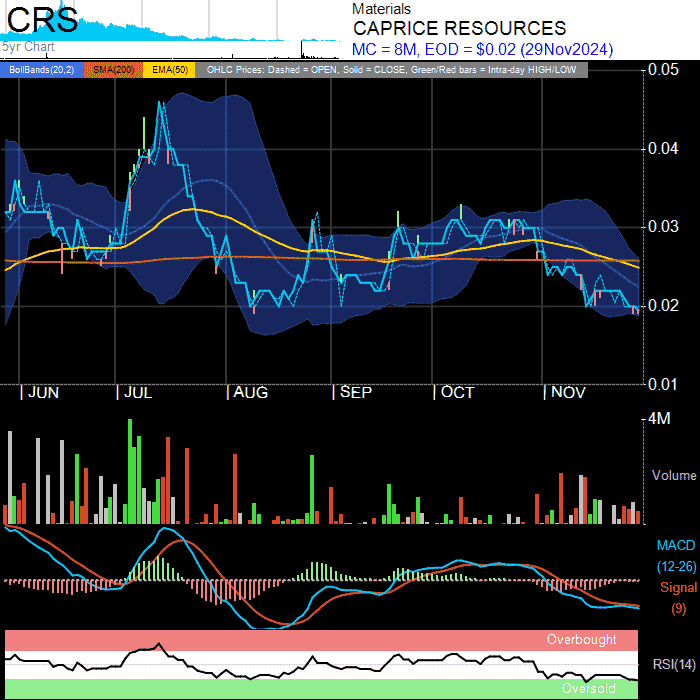 CRS
5yr Chart
Materials
CAPRICE RESOURCES
MC = 8M, EOD = $0.02 (29Nov2024)
BollBands(20,2) SMA(200) EMA(50) OHLC Prices: Dashed = OPEN, Solid = CLOSE, Green/Red bars = Intra-day HIGH/LOW
0.05
0.04
0.03
0.02
0.01
| JUN | JUL | AUG | SEP | OCT | NOV
4M
Volume
MACD
(12-26)
Signal
(9)
Overbought
RSI(14)
Oversold